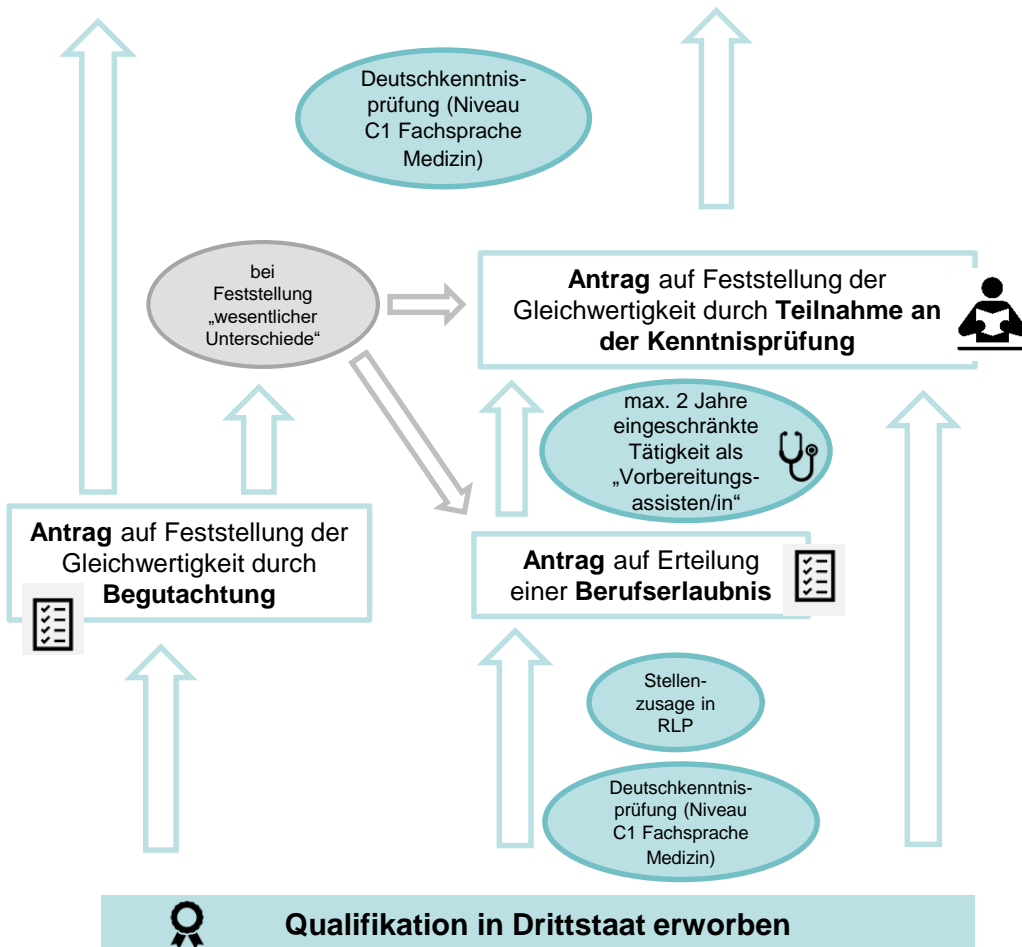 Deutschkenntnis-
prüfung (Niveau
C1 Fachsprache
Medizin)
bei
Feststellung
„wesentlicher
Unterschiede“
Antrag auf Feststellung der
Gleichwertigkeit durch Teilnahme an
der Kenntnisprüfung
max. 2 Jahre
eingeschränkte
Tätigkeit als
„Vorbereitungs-
assisten/in“
Antrag auf Feststellung der
Gleichwertigkeit durch
Begutachtung
Antrag auf Erteilung
einer Berufserlaubnis
Stellen-
zusage in
RLP
Deutschkenntnis-
prüfung (Niveau
C1 Fachsprache
Medizin)
Qualifikation in Drittstaat erworben